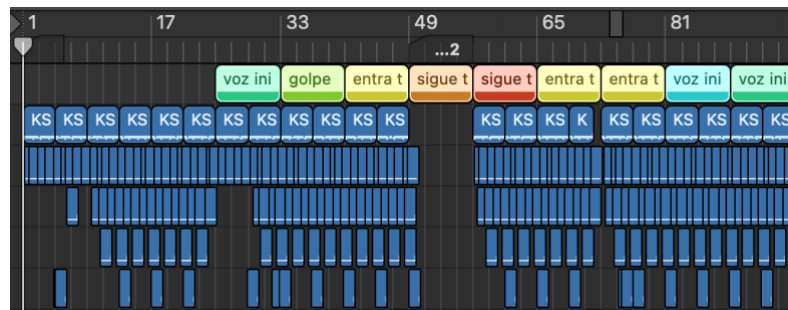 1 17 33 49 65 81
...2
voz ini golpe entra t sigue t sigue t entra t entra t voz ini voz ini
KS KS KS KS KS KS KS KS KS KS KS KS KS KS KS K KS KS KS KS KS KS